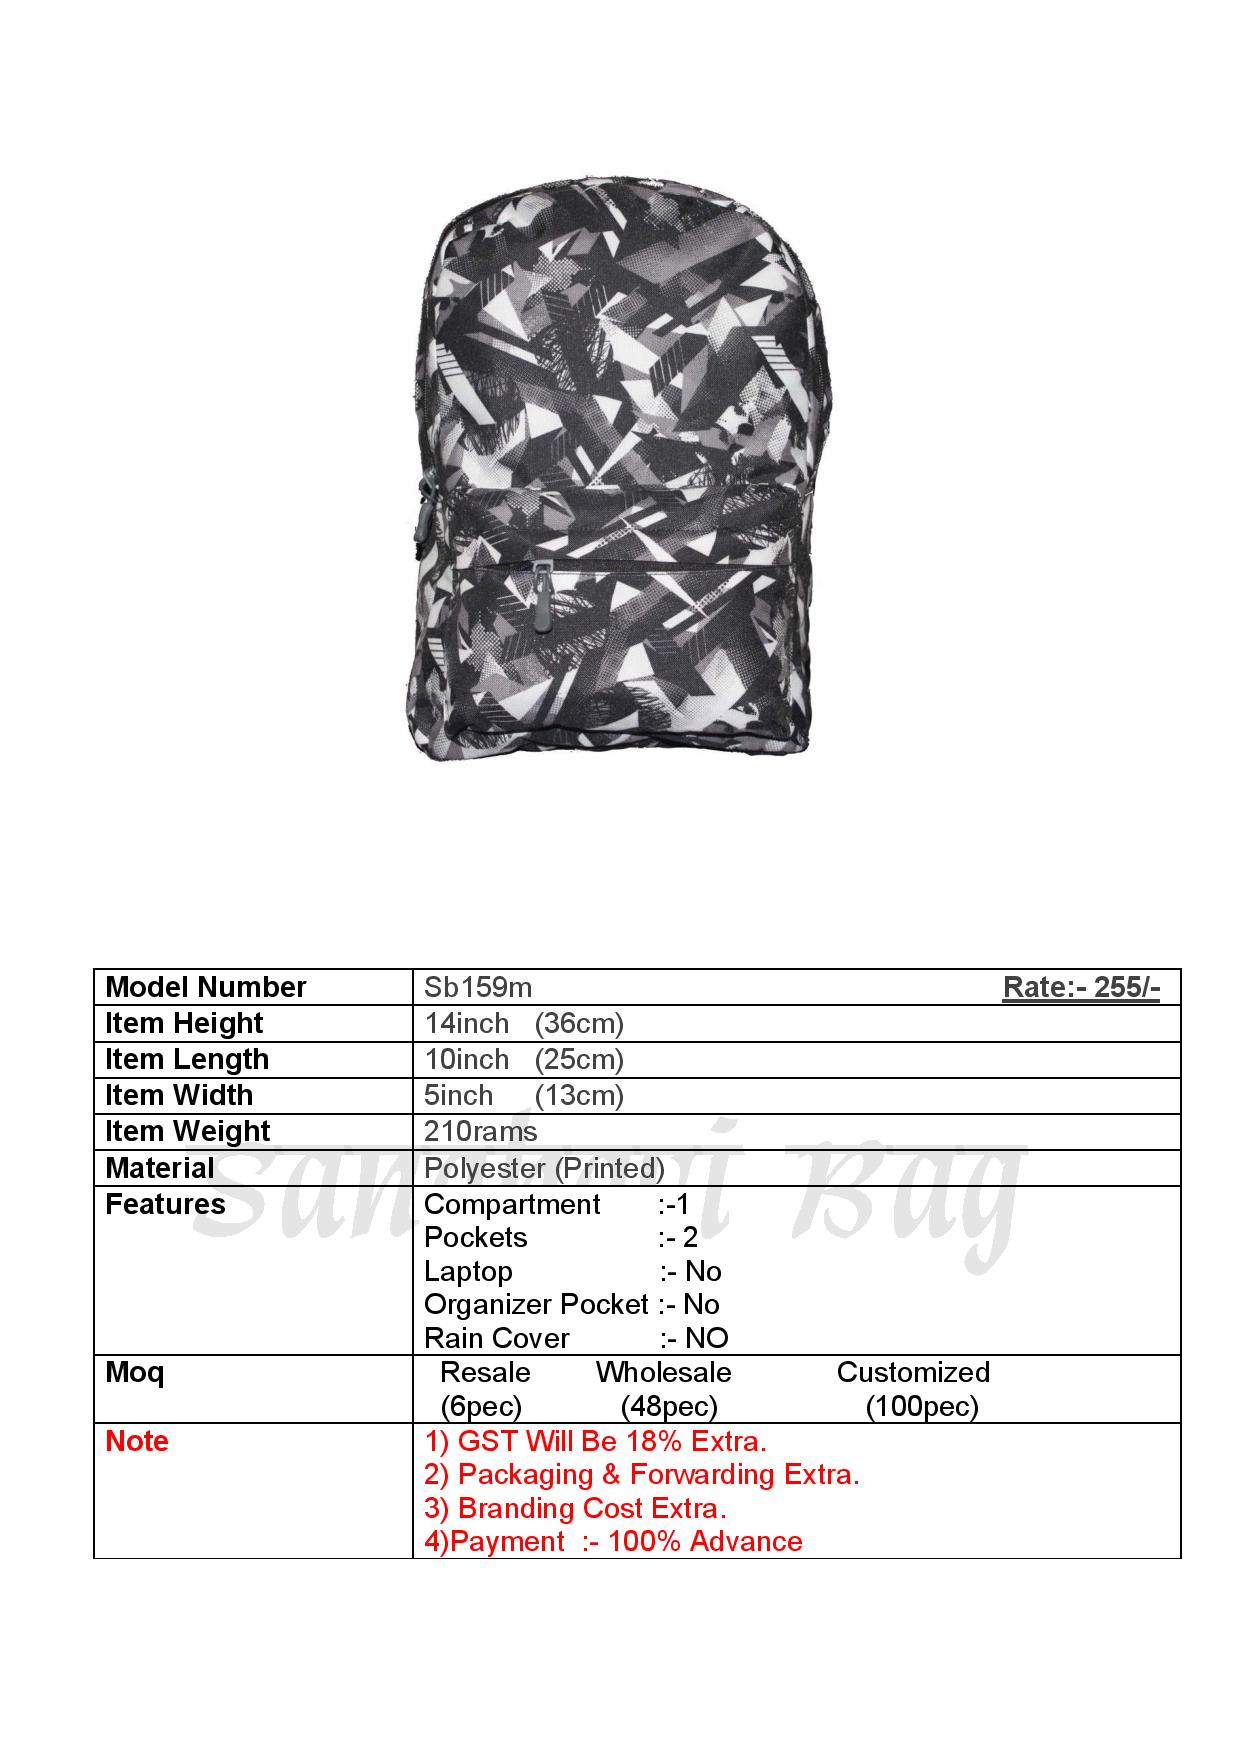 Model Number Sb159m Rate:- 255/-
Item Height 14inch (36cm)
Item Length 10inch (25cm)
Item Width 5inch (13cm)
Item Weight 210rams
Material Polyester (Printed)
Features Compartment :-1
Pockets :- 2
Laptop :- No
Organizer Pocket :- No
Rain Cover :- NO
Moq Resale Wholesale Customized
(6pec) (48pec) (100pec)
Note 1) GST Will Be 18% Extra.
2) Packaging & Forwarding Extra.
3) Branding Cost Extra.
4)Payment :- 100% Advance
Bag